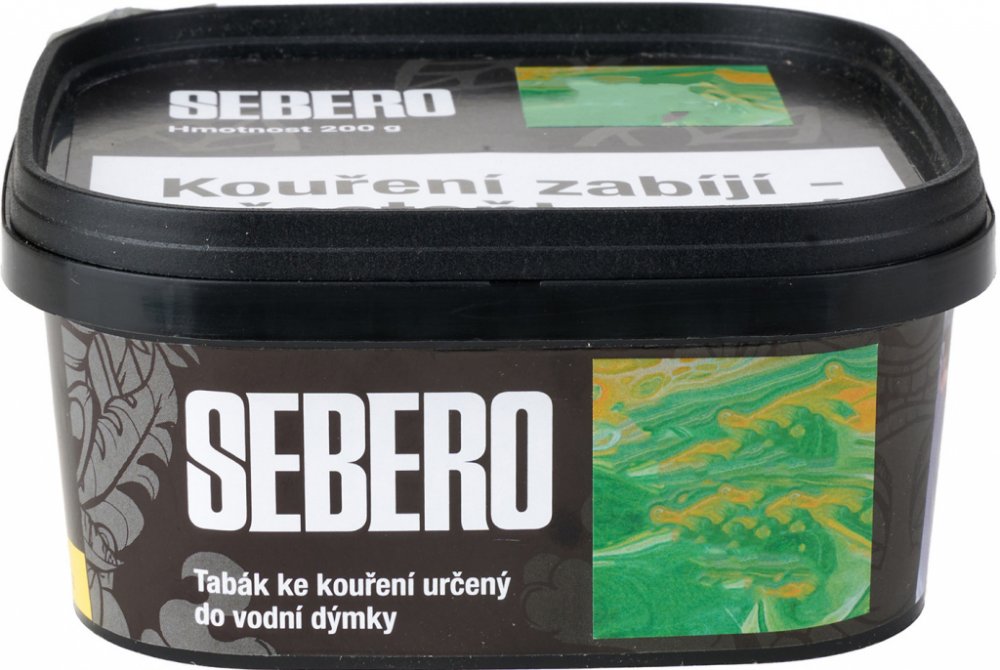 SEBERO
Hmotnost 200 g
Kouření zabíjí –
SEBERO
Tabák ke kouření určený
do vodní dýmky